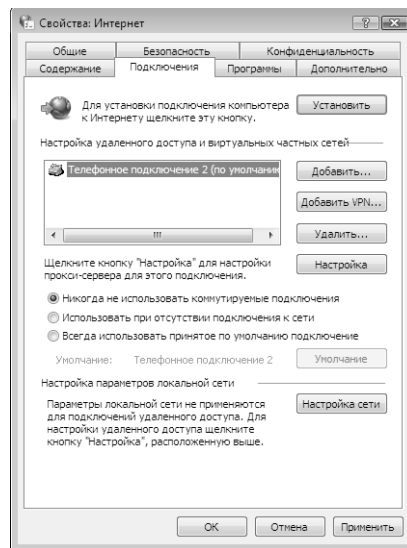 Свойства: Интернет
Общие
Безопасность
Конфиденциальность
Содержание
Подключения
Программы
Дополнительно
Для установки подключения компьютера
к Интернету щелкните эту кнопку.
Установить
Настройка удаленного доступа и виртуальных частных сетей
Телефонное подключение 2 (по умолчани
Добавить...
Добавить VPN...
Удалить...
Щелкните кнопку "Настройка" для настройки
прокси-сервера для этого подключения.
Настройка
Никогда не использовать коммутируемые подключения
Использовать при отсутствии подключения к сети
Всегда использовать принятое по умолчанию подключение
Умолчание:
Телефонное подключение 2
Умолчание
Настройка параметров локальной сети
Параметры локальной сети не применяются
для подключений удаленного доступа. Для
настройки удаленного доступа щелкните
кнопку "Настройка", расположенную выше.
Настройка сети
ОК
Отмена
Применить